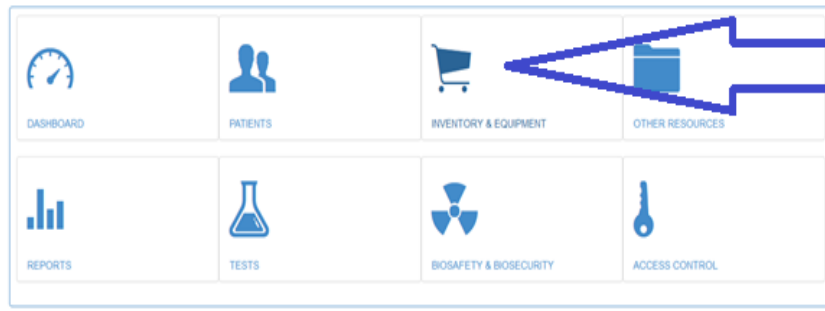 DASHBOARD
PATIENTS
INVENTORY & EQUIPMENT
OTHER RESOURCES
REPORTS
TESTS
BIOSAFETY & BIOSECURITY
ACCESS CONTROL